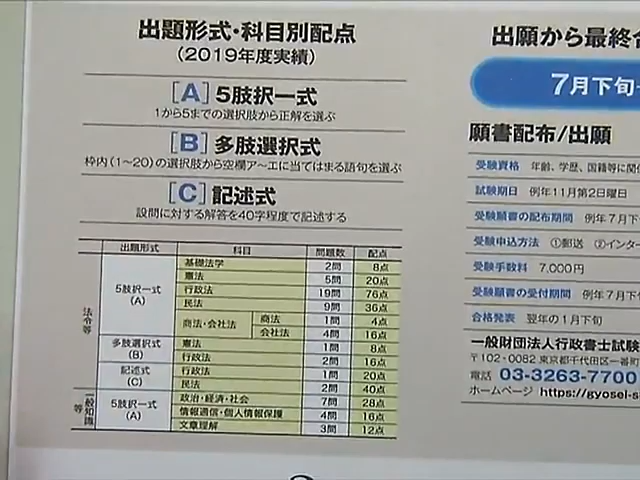 出題形式・科目別配点
(2019年度実績)
[A] 5肢択一式
1から5までの選択肢から正解を選ぶ
[B] 多肢選択式
枠内(1〜20)の選択肢から空欄ア〜エに当てはまる語句を選ぶ
[C] 記述式
設問に対する解答を40字程度で記述する
出題形式 科目 問題数 配点
法令等
5肢択一式
(A)
基礎法学 2問 8点
憲法 5問 20点
行政法 19問 76点
民法 9問 36点
商法・会社法 商法 1問 4点
会社法 4問 16点
多肢選択式
(B)
憲法 1問 8点
行政法 2問 16点
記述式
(C)
行政法 1問 20点
民法 2問 40点
一般知識等
5肢択一式
(A)
政治・経済・社会 7問 28点
情報通信・個人情報保護 4問 16点
文章理解 3問 12点
出願から最終合
7月下旬
願書配布/出願
受験資格 年齢、学歴、国籍等に関
試験期日 例年11月第2日曜日
受験願書の配布期間 例年7月下
受験申込方法 ①郵送 ②インター
受験手数料 7,000円
受験願書の受付期間 例年7月下
合格発表 翌年の1月下旬
一般財団法人行政書士試験
〒102-0082 東京都千代田区一番町
電話 03-3263-7700
ホームページ https://gyosei-s